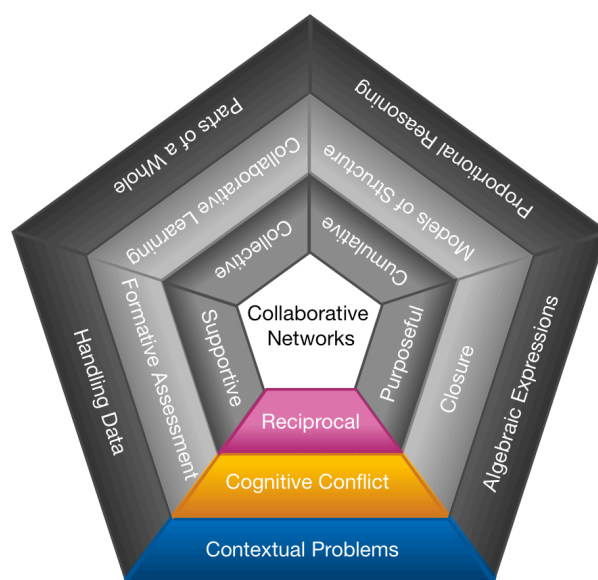 Proportional Reasoning
Parts of a Whole
Models of Structure
Collaborative Learning
Cumulative
Collective
Collaborative
Networks
Handling Data
Formative Assessment
Supportive
Purposeful
Closure
Algebraic Expressions
Reciprocal
Cognitive Conflict
Contextual Problems